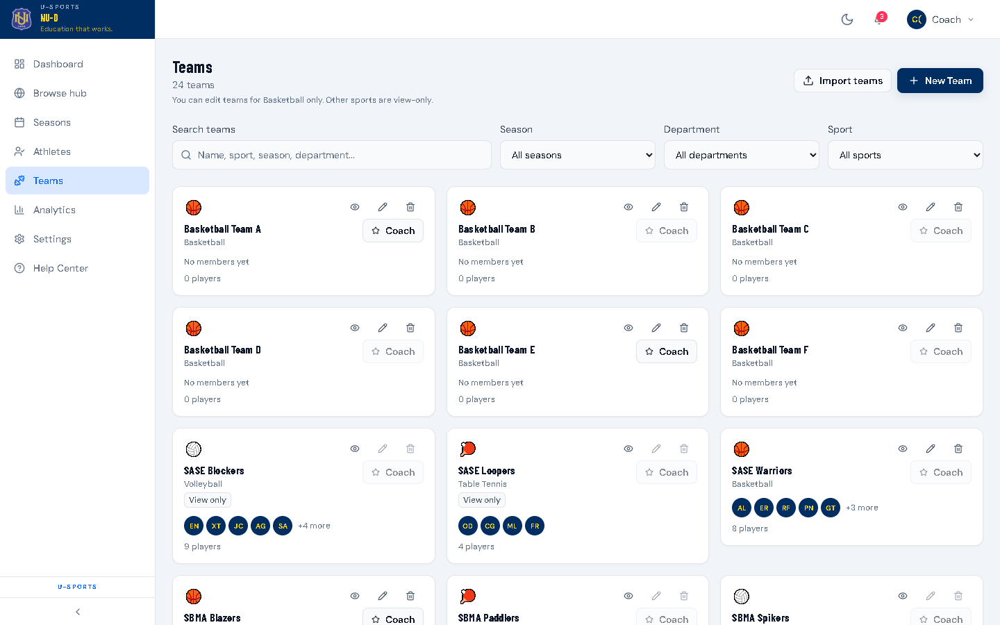 U-SPORTS
NU-D
Education that works.
3
C(
Coach
Dashboard
Browse hub
Seasons
Athletes
Teams
Analytics
Settings
Help Center
U-SPORTS
Teams
24 teams
You can edit teams for Basketball only. Other sports are view-only.
Import teams
New Team
Search teams
Season
Department
Sport
Name, sport, season, department...
All seasons
All departments
All sports
Basketball Team A
Coach
Basketball
No members yet
0 players
Basketball Team B
Coach
Basketball
No members yet
0 players
Basketball Team C
Coach
Basketball
No members yet
0 players
Basketball Team D
Coach
Basketball
No members yet
0 players
Basketball Team E
Coach
Basketball
No members yet
0 players
Basketball Team F
Coach
Basketball
No members yet
0 players
SASE Blockers
Coach
Volleyball
View only
EN XT JC AG SA +4 more
9 players
SASE Loopers
Coach
Table Tennis
View only
OD CG ML FR
4 players
SASE Warriors
Coach
Basketball
AL ER RF PN GT +3 more
8 players
SBMA Blazers
Coach
SBMA Paddlers
Coach
SBMA Spikers
Coach